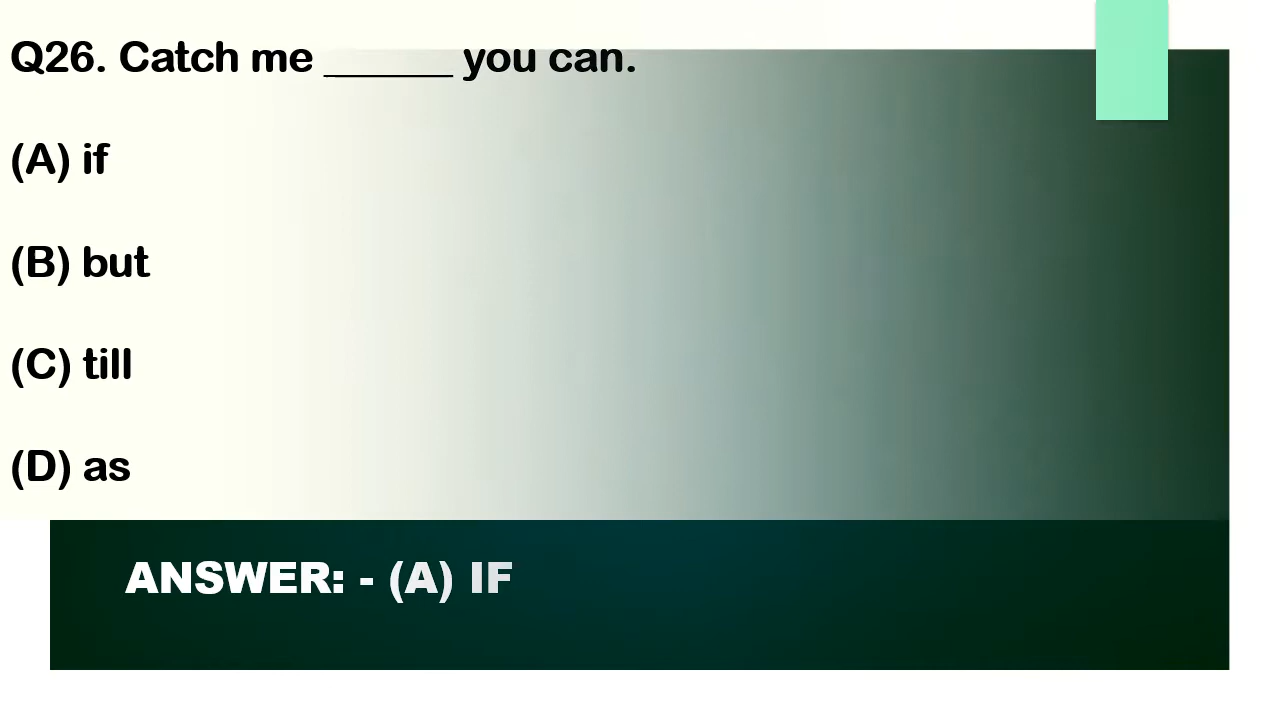 Q26. Catch me ______ you can.
(A) if
(B) but
(C) till
(D) as
ANSWER: - (A) IF